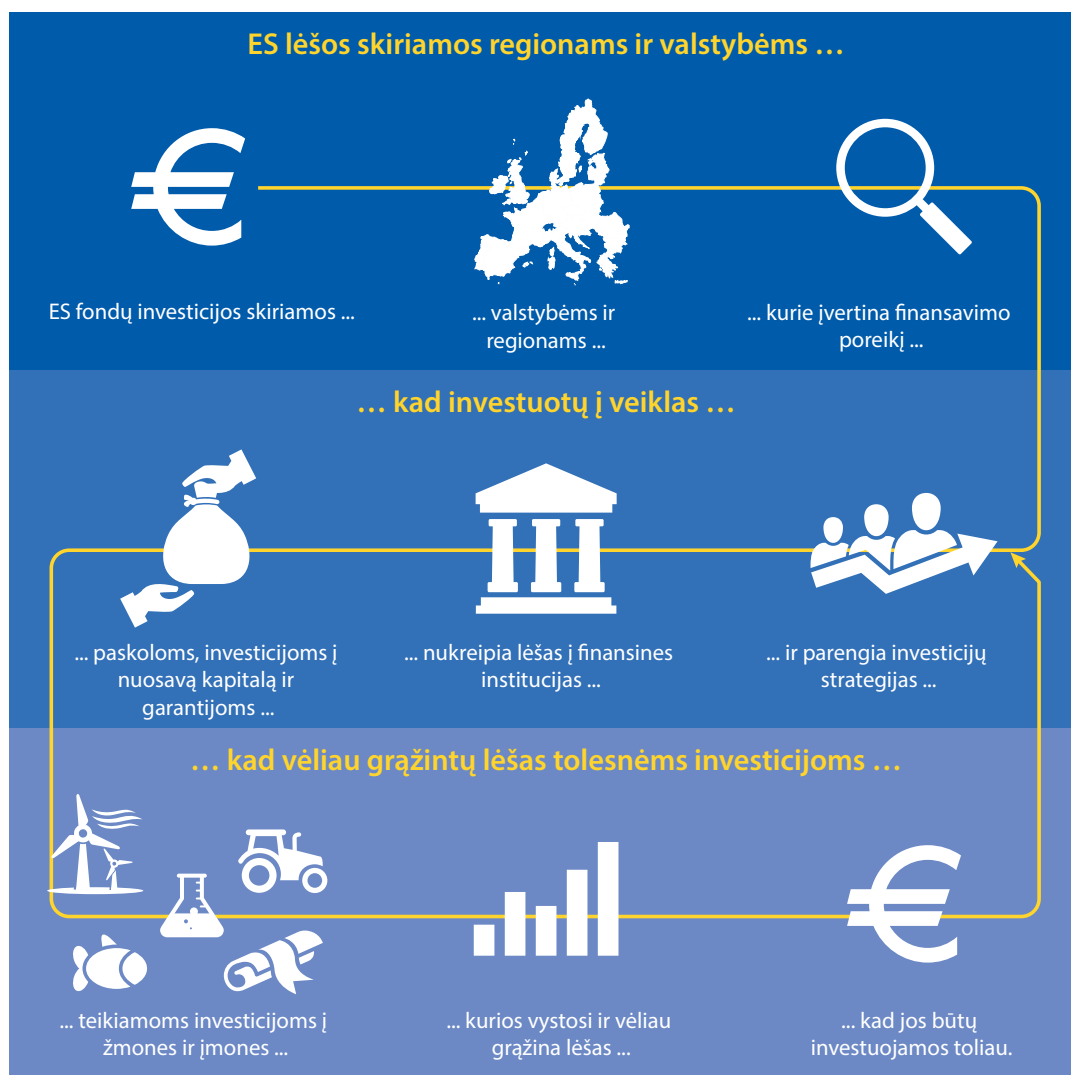 ES lėšos skiriamos regionams ir valstybėms …
ES fondų investicijos skiriamos ...
... valstybėms ir
regionams ...
... kurie įvertina finansavimo
poreikį ...
… kad investuotų į veiklas …
... paskoloms, investicijoms į
nuosavą kapitalą ir
garantijoms ...
... nukreipia lėšas į finansines
institucijas ...
... ir parengia investicijų
strategijas ...
… kad vėliau grąžintų lėšas tolesnėms investicijoms …
... teikiamoms investicijoms į
žmones ir įmones ...
... kurios vystosi ir vėliau
grąžina lėšas ...
... kad jos būtų
investuojamos toliau.